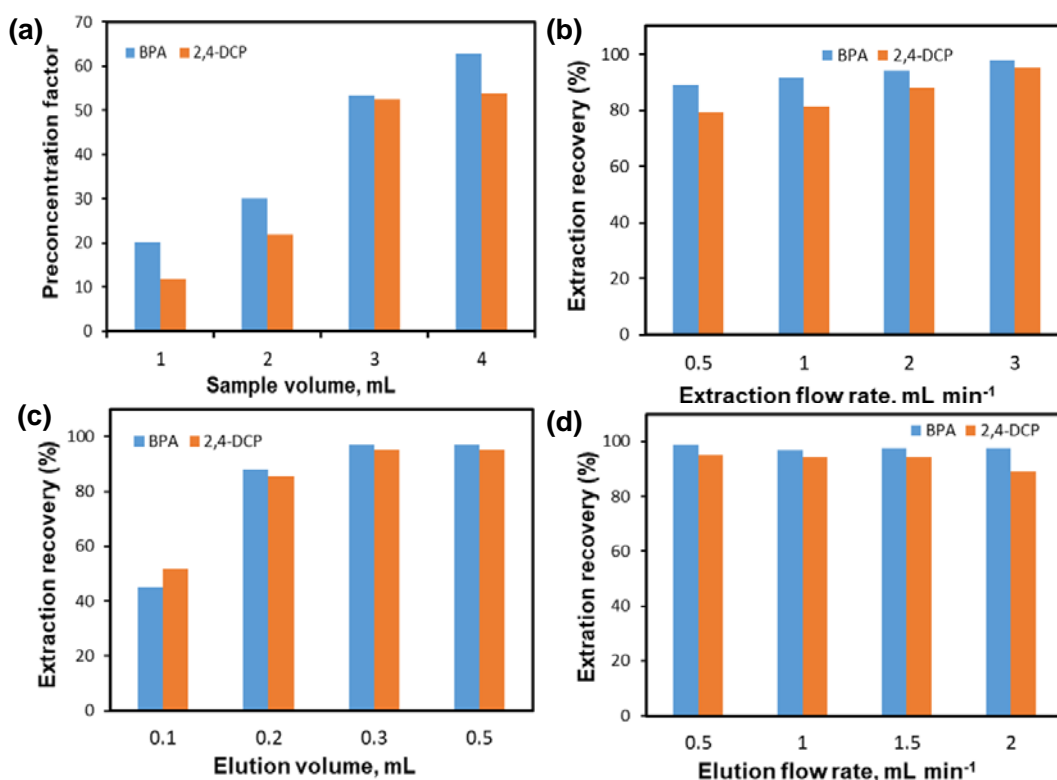 (a)
Preconcentration factor
70
60
50
40
30
20
10
0
BPA 2,4-DCP
1 2 3 4
Sample volume, mL
(b)
Extraction recovery (%)
100
80
60
40
20
0
BPA 2,4-DCP
0.5 1 2 3
Extraction flow rate. mL min⁻¹
(c)
Extraction recovery (%)
100
80
60
40
20
0
BPA 2,4-DCP
0.1 0.2 0.3 0.5
Elution volume, mL
(d)
Extration recovery (%)
100
80
60
40
20
0
BPA 2,4-DCP
0.5 1 1.5 2
Elution flow rate, mL min⁻¹